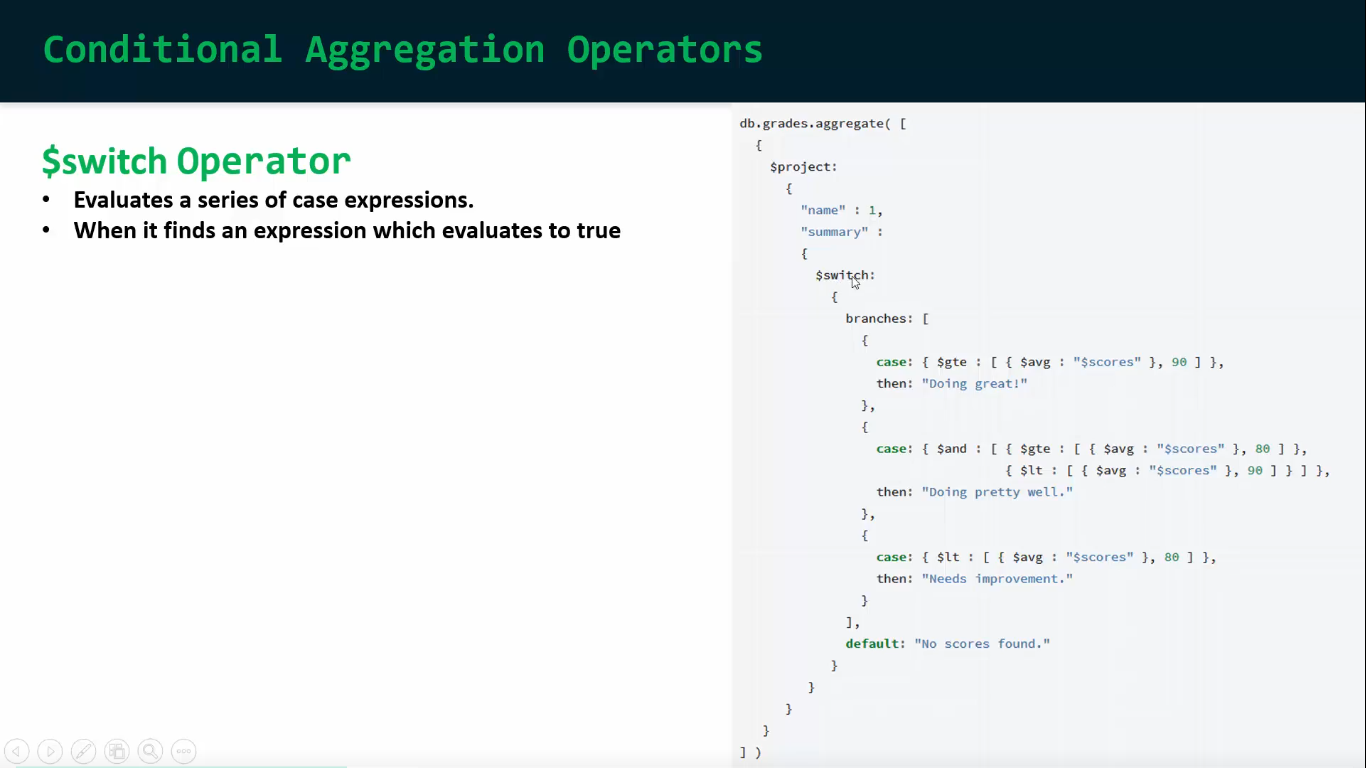 Conditional Aggregation Operators
$switch Operator
• Evaluates a series of case expressions.
• When it finds an expression which evaluates to true
db.grades.aggregate( [
{
$project:
{
"name" : 1,
"summary" :
{
$switch:
{
branches: [
{
case: { $gte : [ { $avg : "$scores" }, 90 ] },
then: "Doing great!"
},
{
case: { $and : [ { $gte : [ { $avg : "$scores" }, 80 ] },
{ $lt : [ { $avg : "$scores" }, 90 ] } ] },
then: "Doing pretty well."
},
{
case: { $lt : [ { $avg : "$scores" }, 80 ] },
then: "Needs improvement."
}
],
default: "No scores found."
}
}
}
}
] )